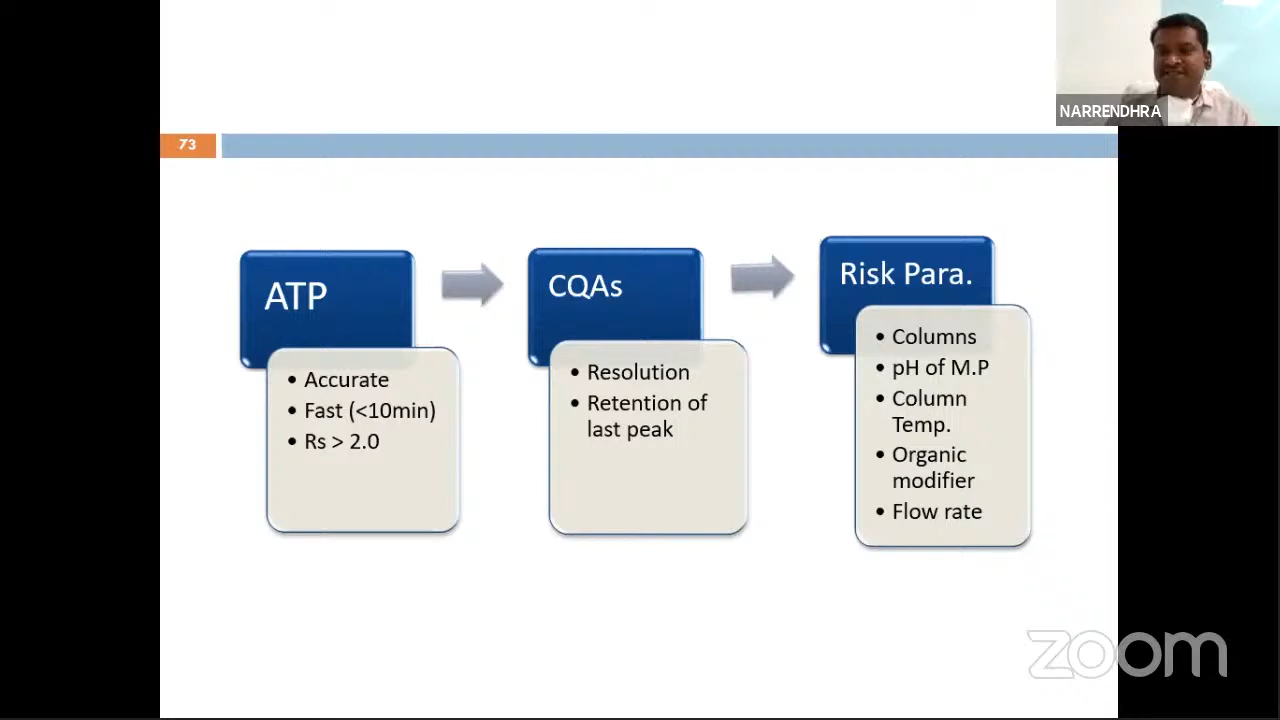 NARRENDHRA
73
ATP
• Accurate
• Fast (<10min)
• Rs > 2.0
CQAs
• Resolution
• Retention of
last peak
Risk Para.
• Columns
• pH of M.P
• Column
Temp.
• Organic
modifier
• Flow rate
zoom